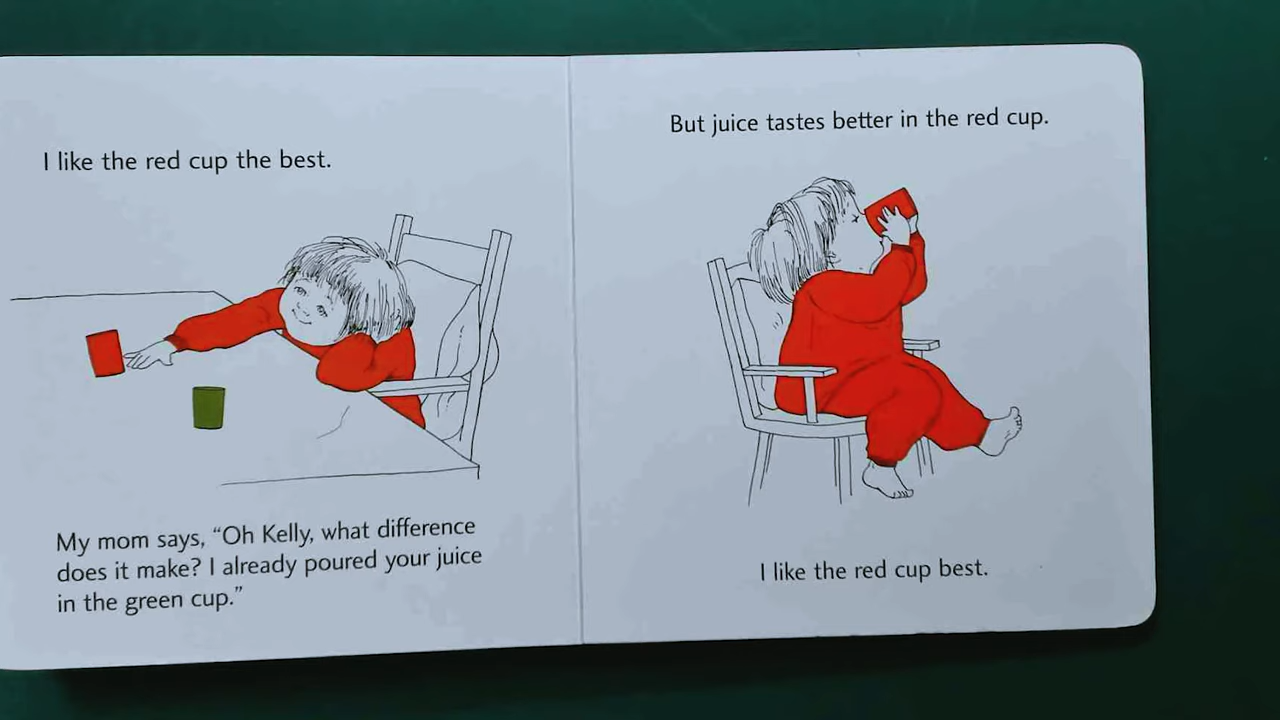 I like the red cup the best.
My mom says, “Oh Kelly, what difference
does it make? I already poured your juice
in the green cup.”
But juice tastes better in the red cup.
I like the red cup best.